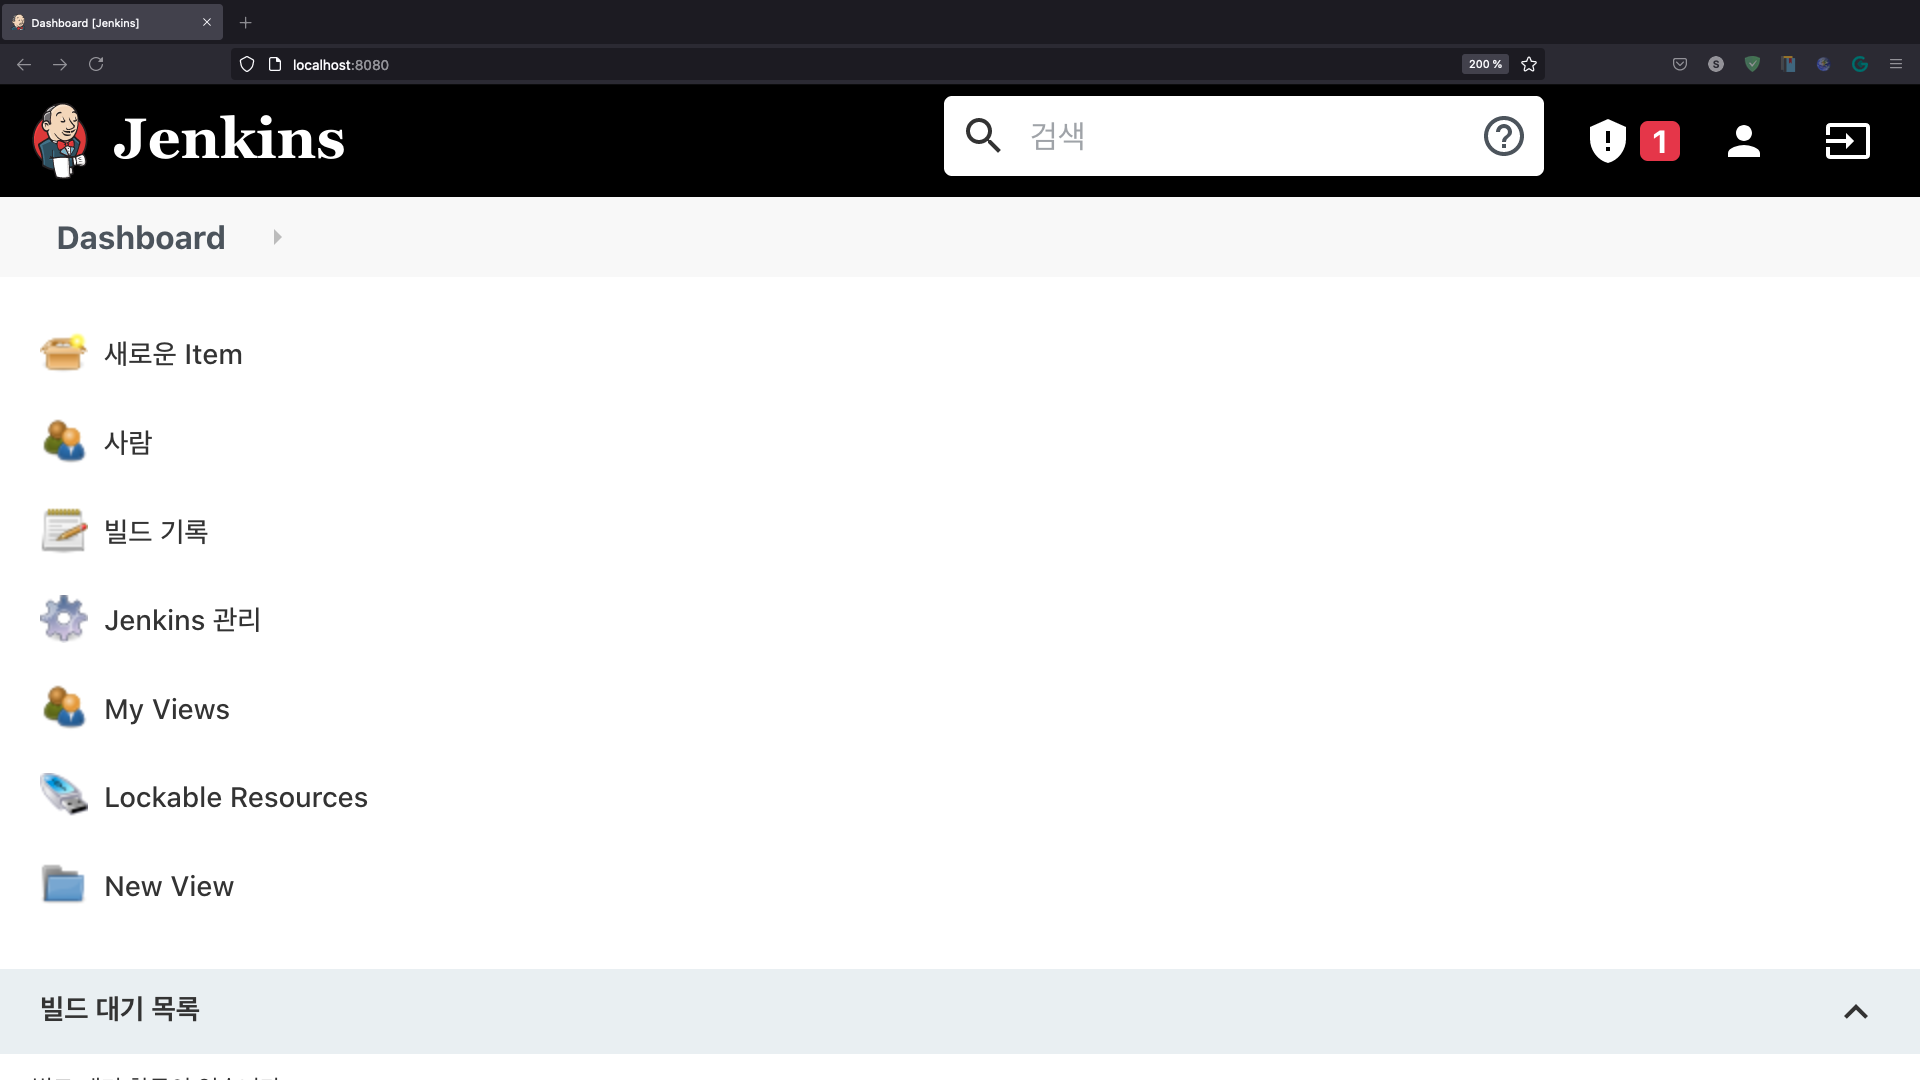 Dashboard [Jenkins]
localhost:8080
200 %
S
Jenkins
검색
1
Dashboard
새로운 Item
사람
빌드 기록
Jenkins 관리
My Views
Lockable Resources
New View
빌드 대기 목록